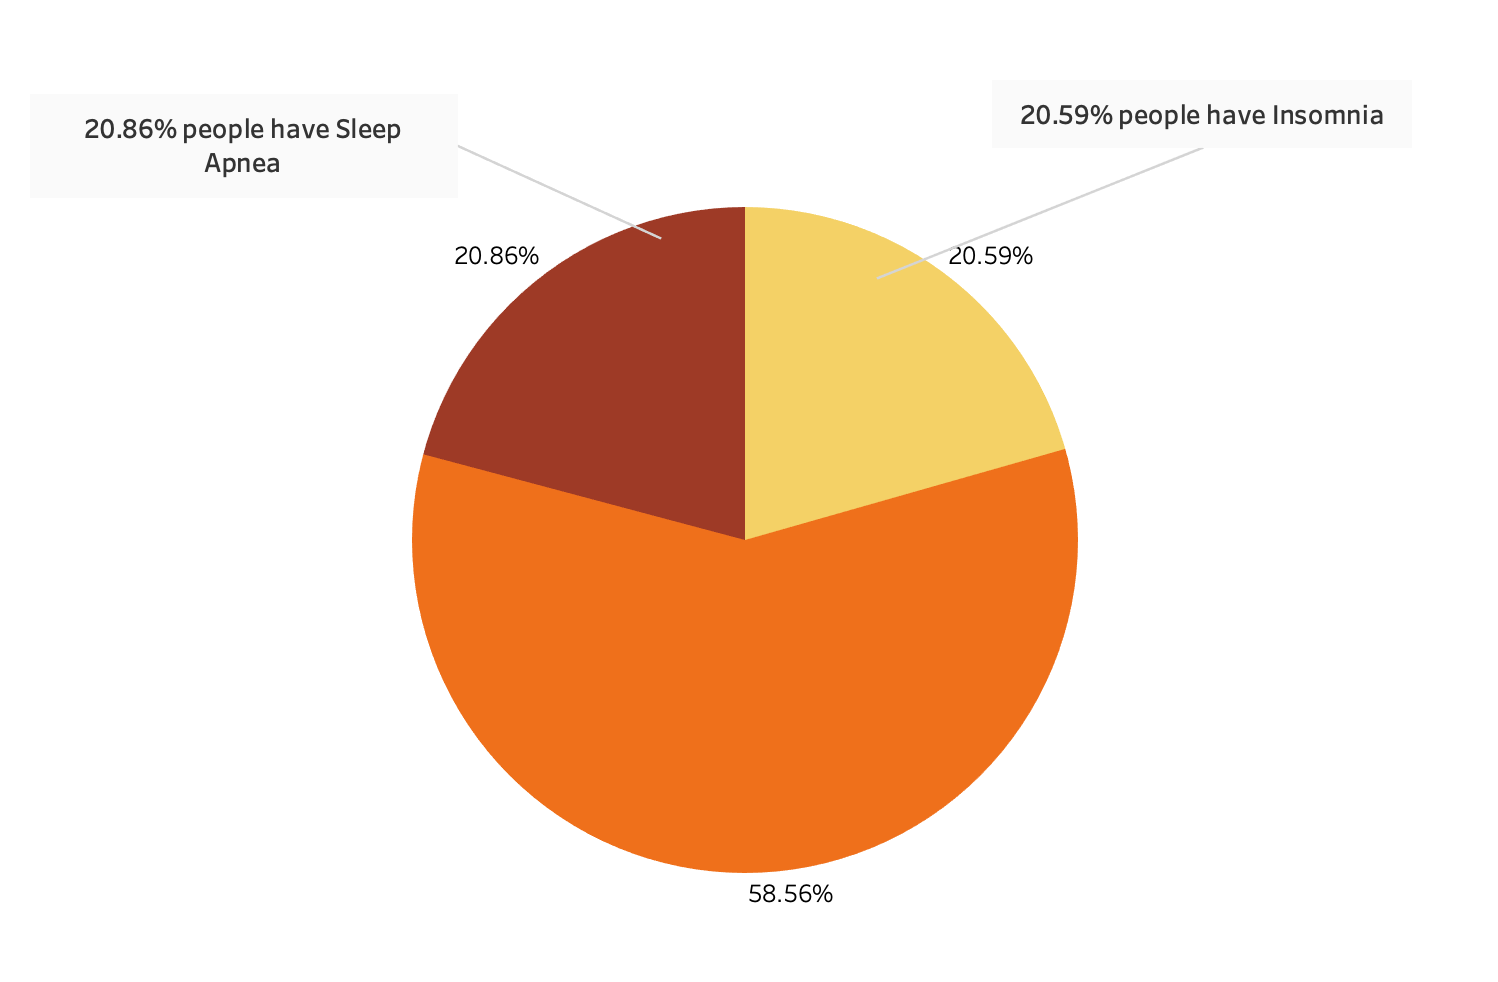 20.86% people have Sleep
Apnea
20.59% people have Insomnia
20.86%
20.59%
58.56%